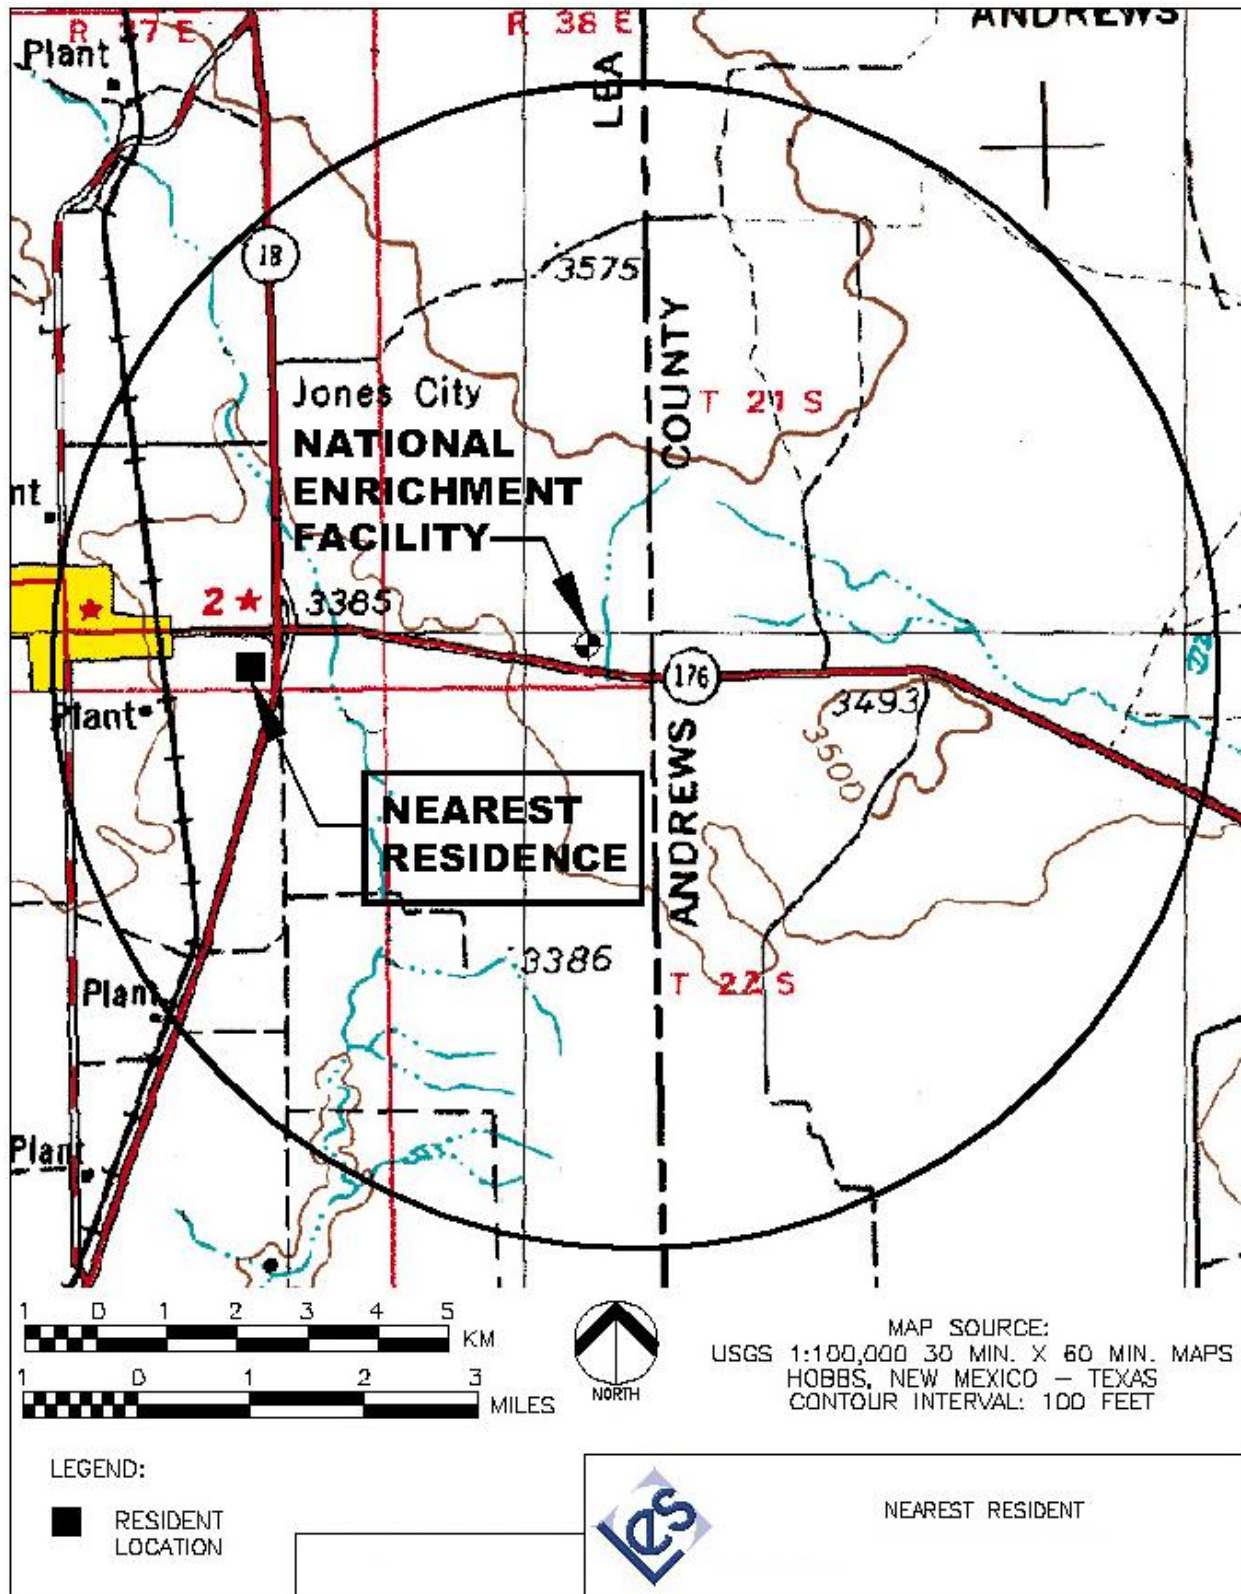 ANDREWS
R 37 E
R 38 E
Plant
LEA
18
3575
COUNTY
Jones City
T 21 S
NATIONAL
ENRICHMENT
FACILITY
nt
2
3385
176
3493
3500
Plant
ANDREWS
NEAREST
RESIDENCE
3386
T 22 S
Plant
Plant
1 0 1 2 3 4 5
KM
1 0 1 2 3
MILES
NORTH
MAP SOURCE:
USGS 1:100,000 30 MIN. X 60 MIN. MAPS
HOBBS, NEW MEXICO – TEXAS
CONTOUR INTERVAL: 100 FEET
LEGEND:
RESIDENT
LOCATION
Les
NEAREST RESIDENT